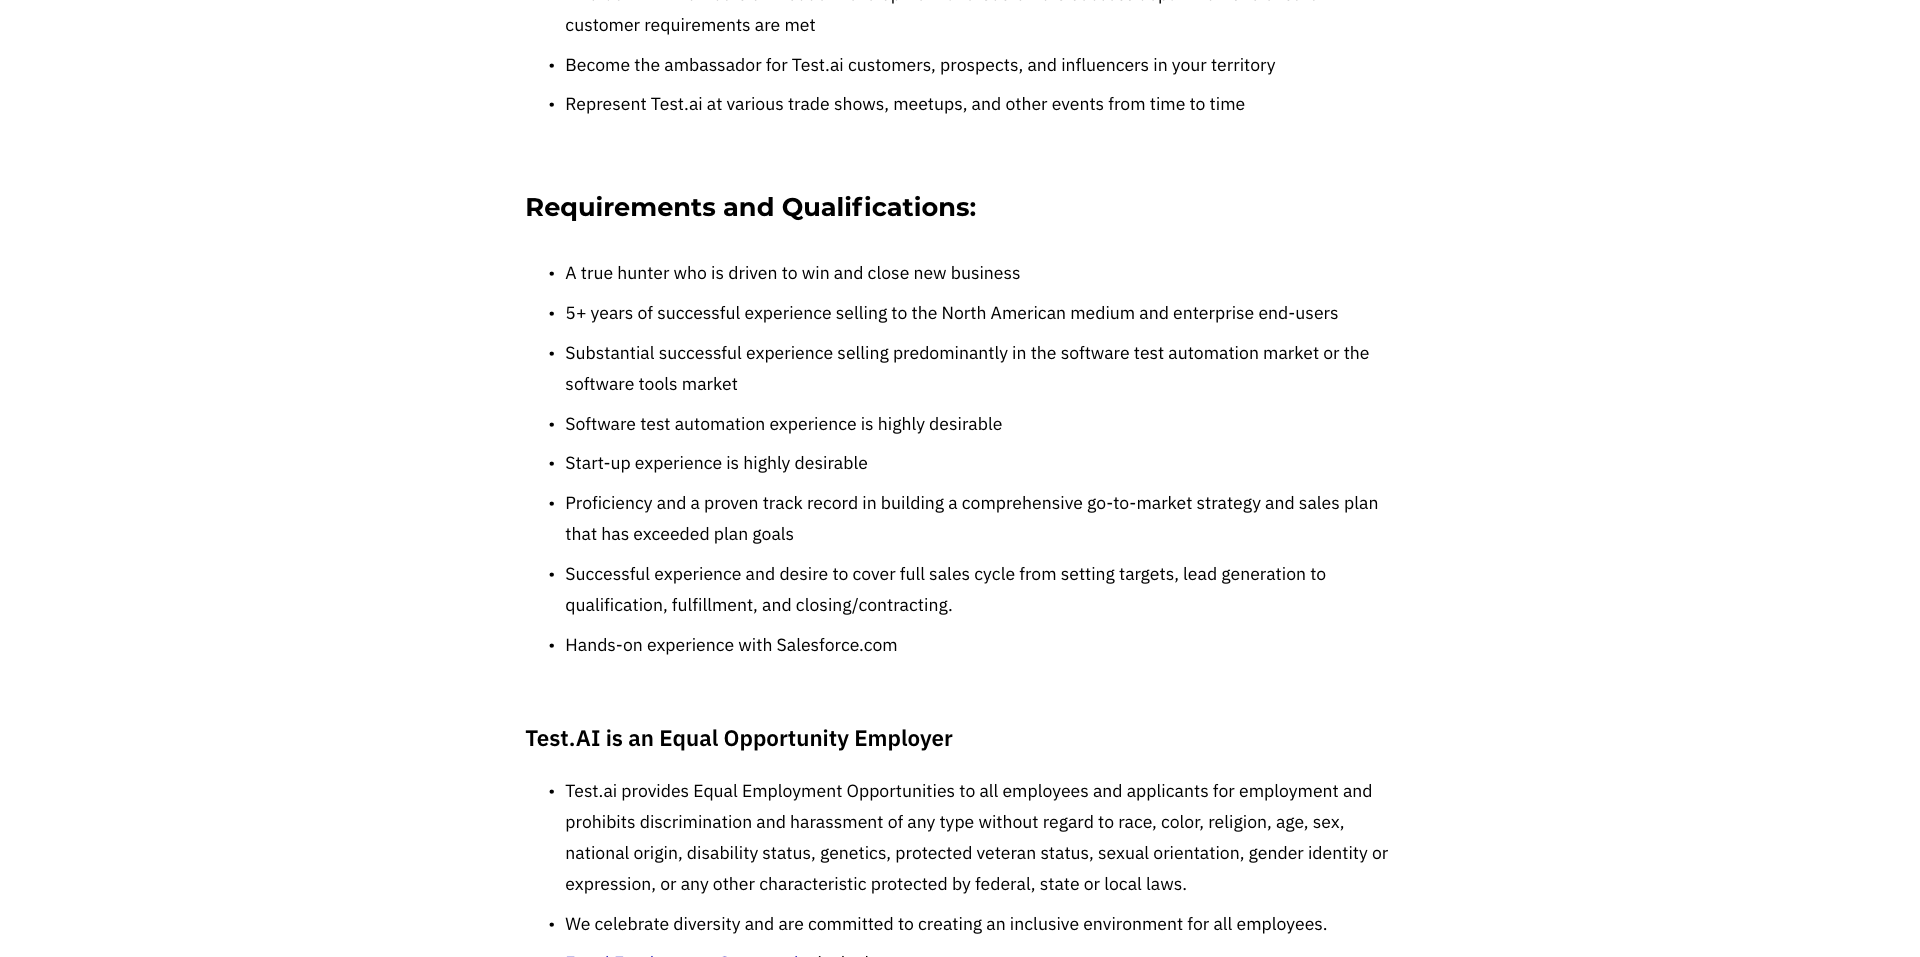 customer requirements are met
• Become the ambassador for Test.ai customers, prospects, and influencers in your territory
• Represent Test.ai at various trade shows, meetups, and other events from time to time
Requirements and Qualifications:
• A true hunter who is driven to win and close new business
• 5+ years of successful experience selling to the North American medium and enterprise end-users
• Substantial successful experience selling predominantly in the software test automation market or the
software tools market
• Software test automation experience is highly desirable
• Start-up experience is highly desirable
• Proficiency and a proven track record in building a comprehensive go-to-market strategy and sales plan
that has exceeded plan goals
• Successful experience and desire to cover full sales cycle from setting targets, lead generation to
qualification, fulfillment, and closing/contracting.
• Hands-on experience with Salesforce.com
Test.AI is an Equal Opportunity Employer
• Test.ai provides Equal Employment Opportunities to all employees and applicants for employment and
prohibits discrimination and harassment of any type without regard to race, color, religion, age, sex,
national origin, disability status, genetics, protected veteran status, sexual orientation, gender identity or
expression, or any other characteristic protected by federal, state or local laws.
• We celebrate diversity and are committed to creating an inclusive environment for all employees.